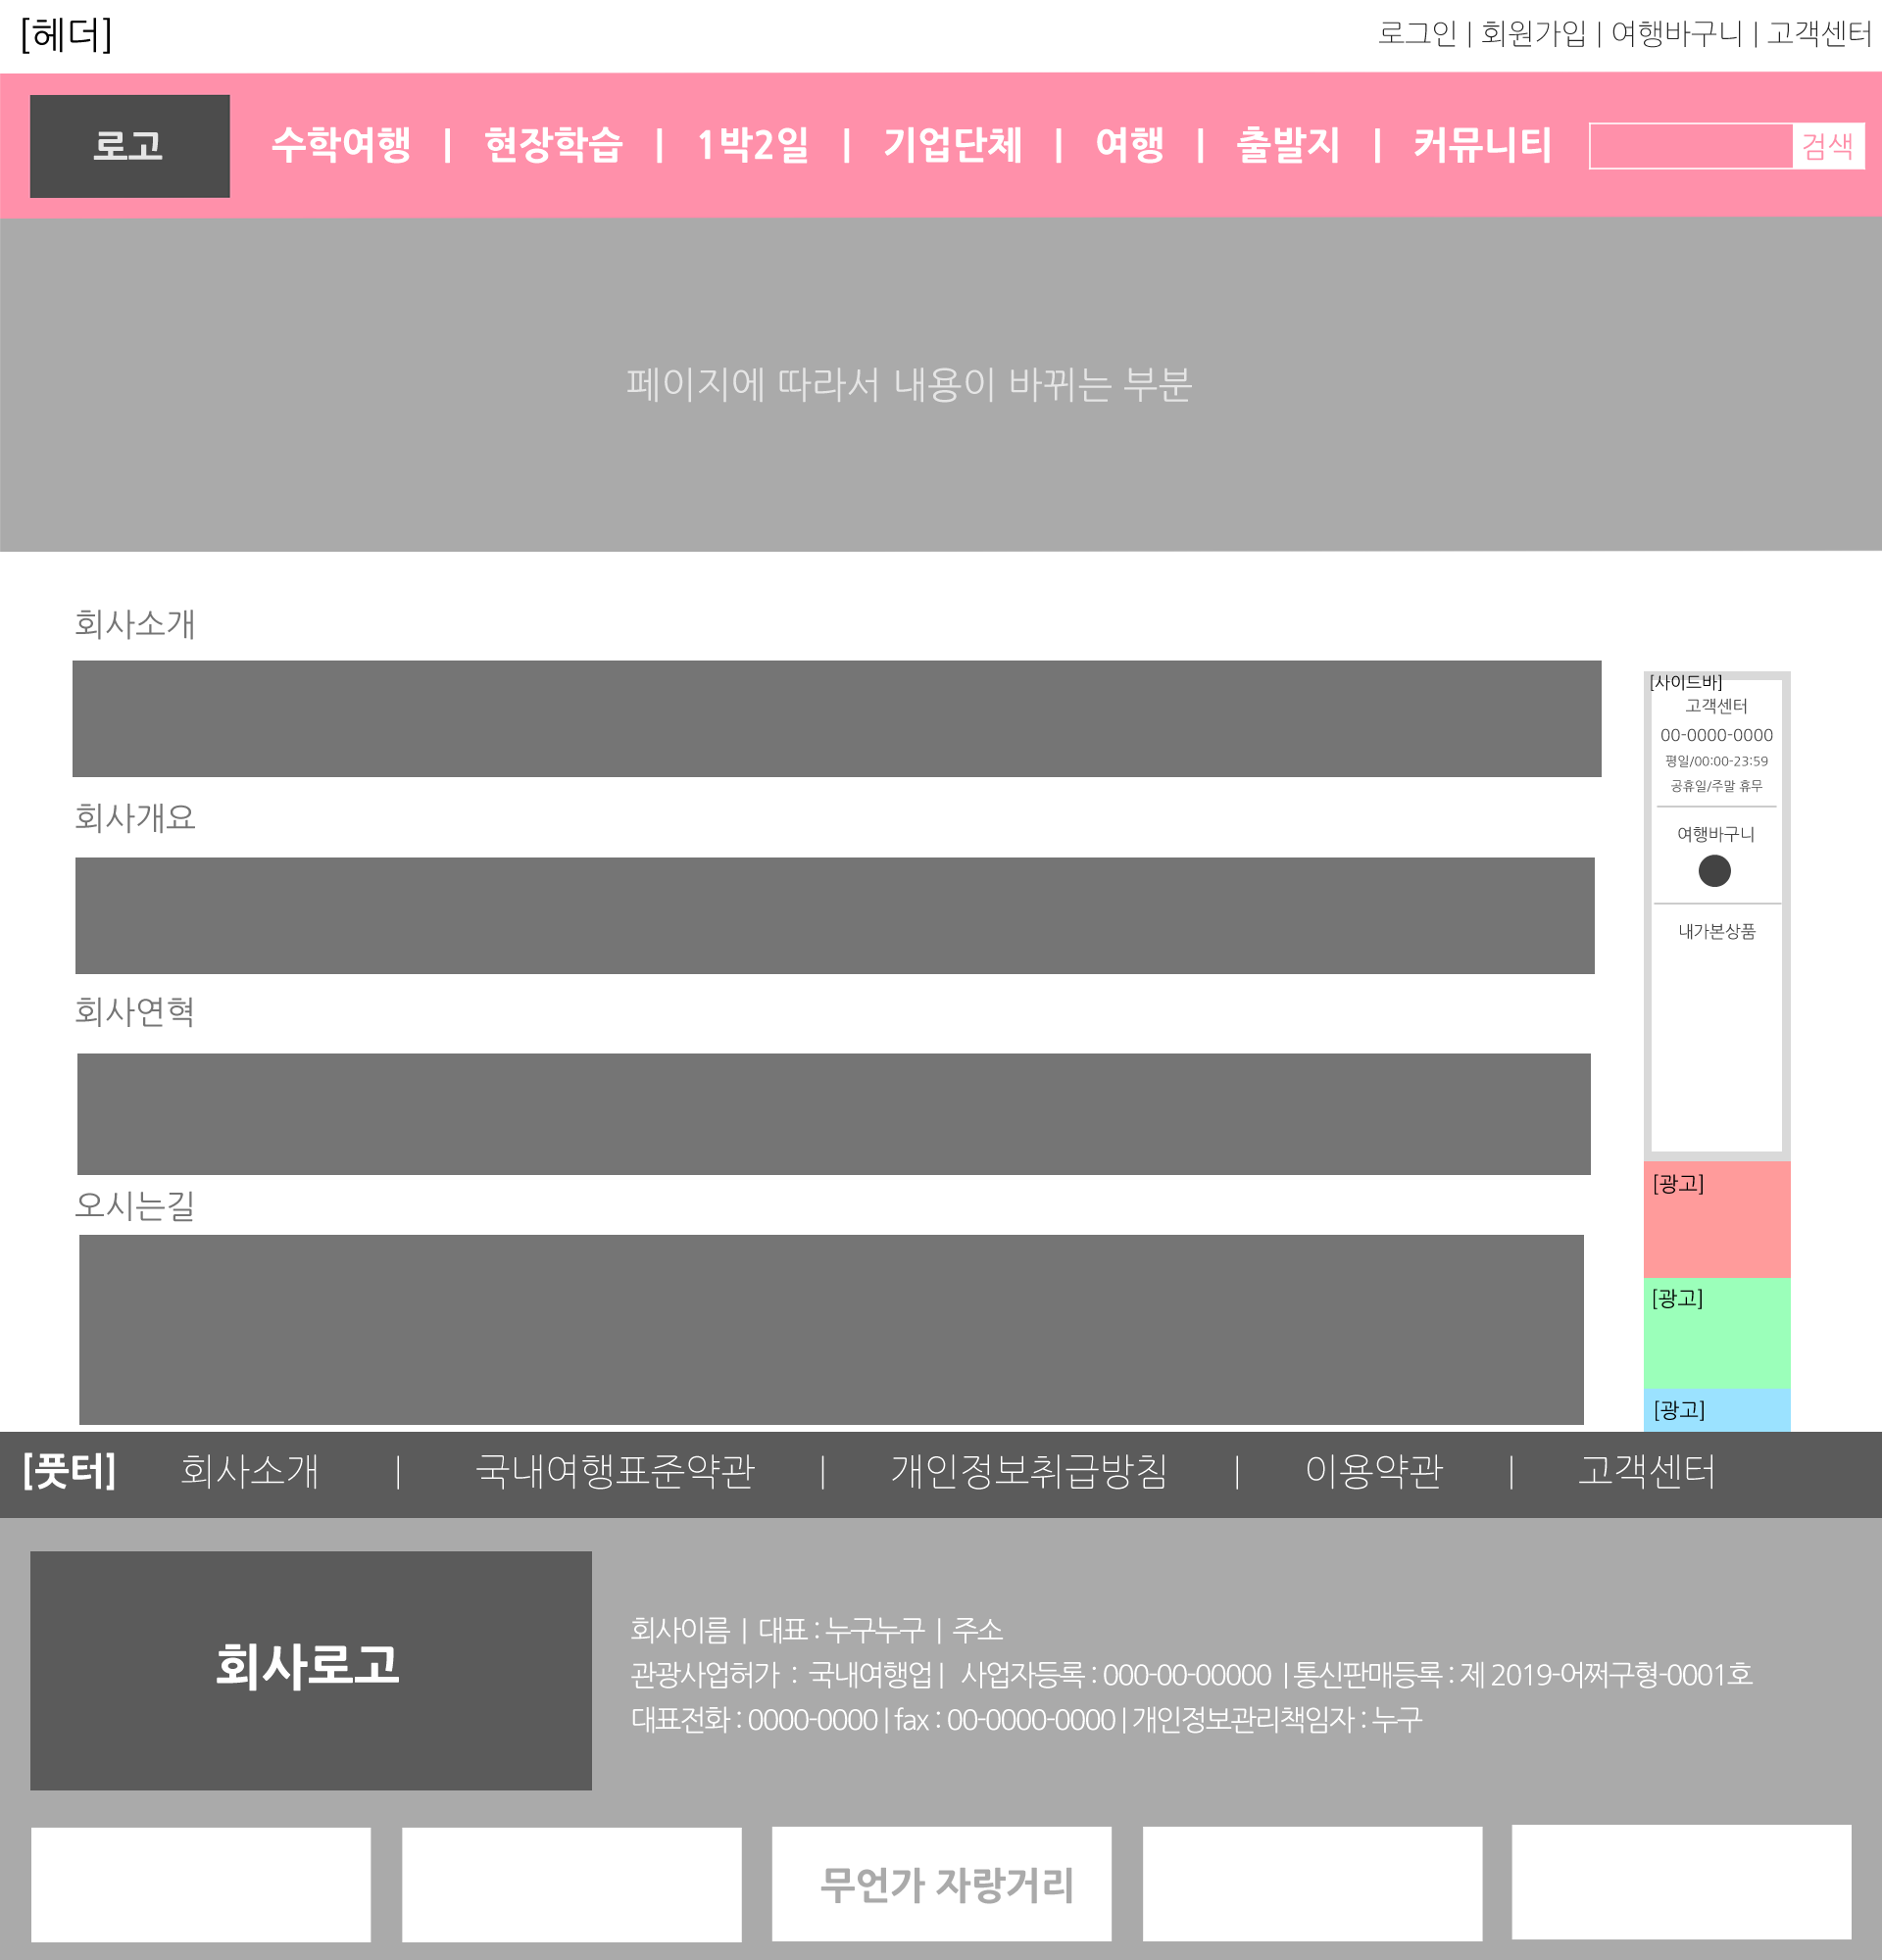 [헤더]
로그인 | 회원가입 | 여행바구니 | 고객센터
로고
수학여행 | 현장학습 | 1박2일 | 기업단체 | 여행 | 출발지 | 커뮤니티
검색
페이지에 따라서 내용이 바뀌는 부분
회사소개
회사개요
회사연혁
오시는길
[사이드바]
고객센터
00-0000-0000
평일/00:00-23:59
공휴일/주말 휴무
여행바구니
내가본상품
[광고]
[광고]
[광고]
[풋터] 회사소개 | 국내여행표준약관 | 개인정보취급방침 | 이용약관 | 고객센터
회사로고
회사이름 | 대표 : 누구누구 | 주소
관광사업허가 : 국내여행업 | 사업자등록 : 000-00-00000 | 통신판매등록 : 제 2019-어쩌구형-0001호
대표전화 : 0000-0000 | fax : 00-0000-0000 | 개인정보관리책임자 : 누구
무언가 자랑거리